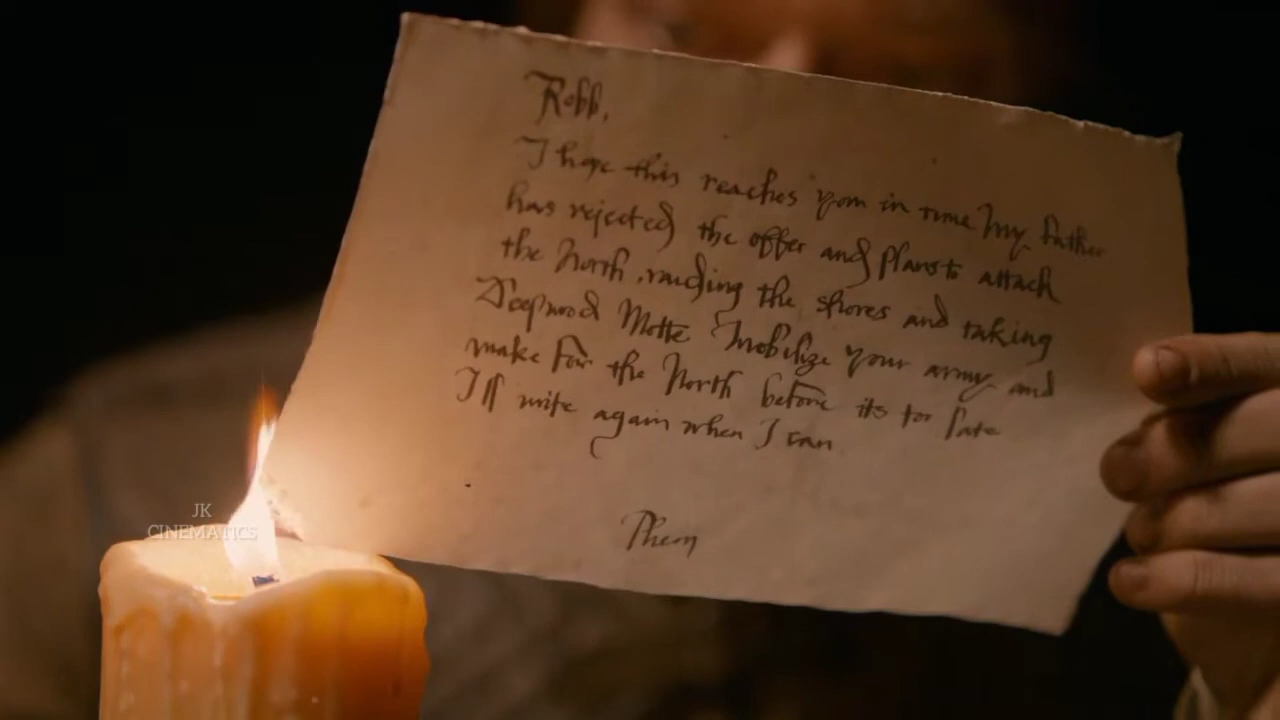 Robb,
I hope this reaches you in time My father
has rejected the offer and plans to attack
the North, raiding the shores and taking
Deepwood Motte Mobilize your army and
make for the North before its too late
I'll write again when I can
Theon
JK
CINEMATICS